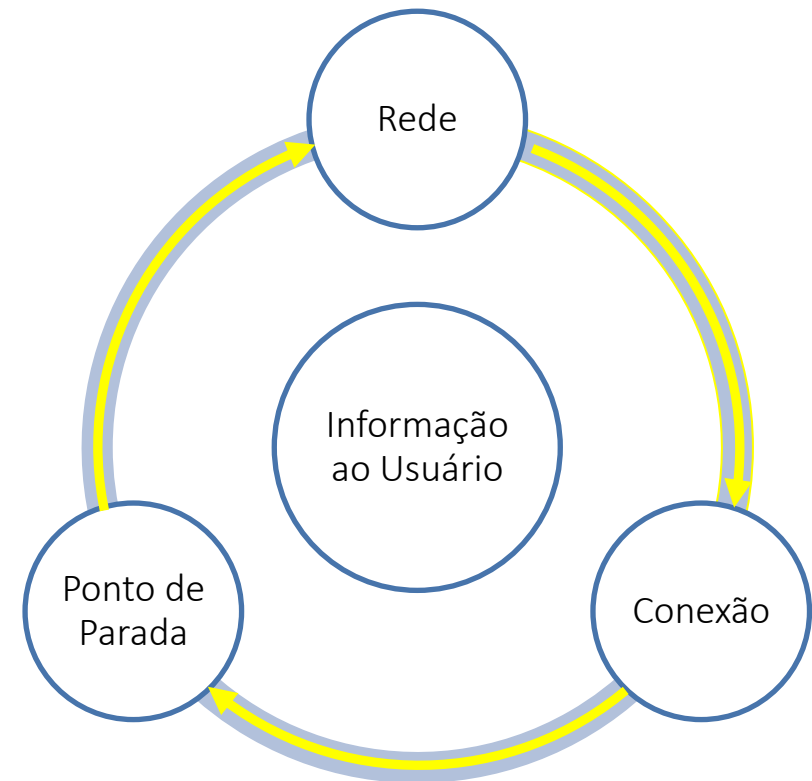 Rede
Informação
ao Usuário
Ponto de
Parada
Conexão